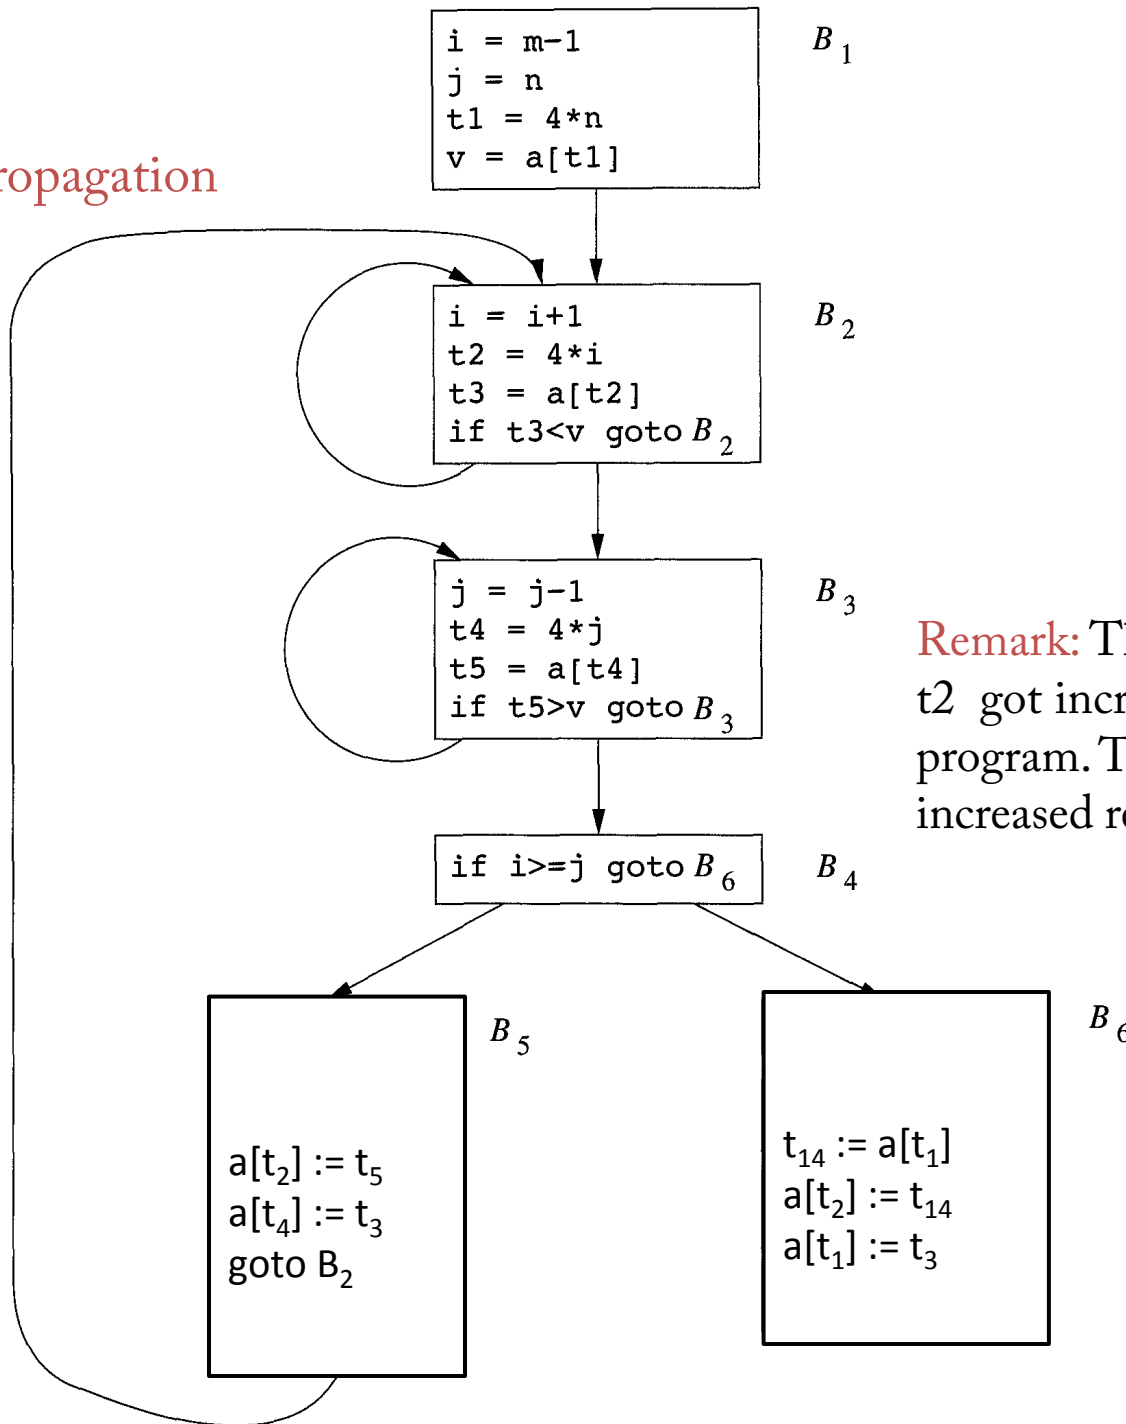 i = m-1
j = n
t1 = 4*n
v = a[t1]
B1
ropagation
i = i+1
t2 = 4*i
t3 = a[t2]
if t3<v goto B2
B2
j = j-1
t4 = 4*j
t5 = a[t4]
if t5>v goto B3
B3
Remark:
t2 got incr
program. T
increased r
if i>=j goto B6
B4
B5
a[t2] := t5
a[t4] := t3
goto B2
B6
t14 := a[t1]
a[t2] := t14
a[t1] := t3